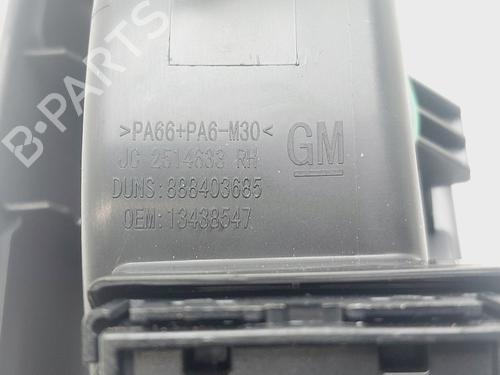 >PA66+PA6-M30<
JC 2514633 RH
DUNS:888403685
OEM:13438547
GM
B-PARTS